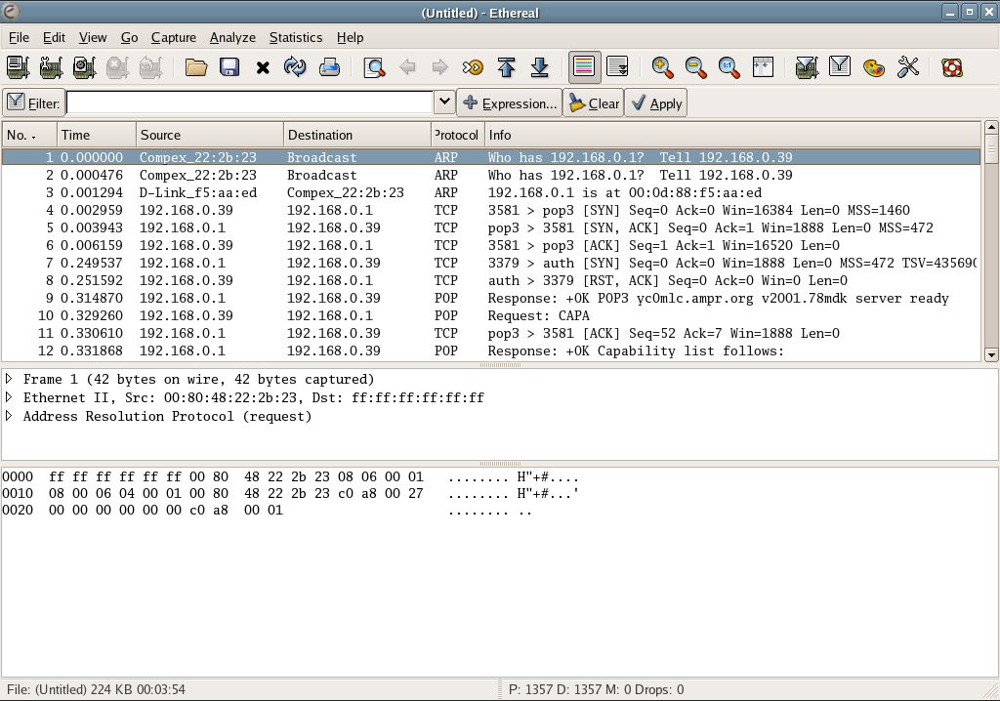 (Untitled) - Ethereal
File Edit View Go Capture Analyze Statistics Help
Filter: Expression... Clear Apply
No. . Time Source Destination Protocol Info
1 0.000000 Compex_22:2b:23 Broadcast ARP Who has 192.168.0.1? Tell 192.168.0.39
2 0.000476 Compex_22:2b:23 Broadcast ARP Who has 192.168.0.1? Tell 192.168.0.39
3 0.001294 D-Link_f5:aa:ed Compex_22:2b:23 ARP 192.168.0.1 is at 00:0d:88:f5:aa:ed
4 0.002959 192.168.0.39 192.168.0.1 TCP 3581 > pop3 [SYN] Seq=0 Ack=0 Win=16384 Len=0 MSS=1460
5 0.003943 192.168.0.1 192.168.0.39 TCP pop3 > 3581 [SYN, ACK] Seq=0 Ack=1 Win=1888 Len=0 MSS=472
6 0.006159 192.168.0.39 192.168.0.1 TCP 3581 > pop3 [ACK] Seq=1 Ack=1 Win=16520 Len=0
7 0.249537 192.168.0.1 192.168.0.39 TCP 3379 > auth [SYN] Seq=0 Ack=0 Win=1888 Len=0 MSS=472 TSV=435690
8 0.251592 192.168.0.39 192.168.0.1 TCP auth > 3379 [RST, ACK] Seq=0 Ack=0 Win=0 Len=0
9 0.314870 192.168.0.1 192.168.0.39 POP Response: +OK POP3 yc0mlc.ampr.org v2001.78mdk server ready
10 0.329260 192.168.0.39 192.168.0.1 POP Request: CAPA
11 0.330610 192.168.0.1 192.168.0.39 TCP pop3 > 3581 [ACK] Seq=52 Ack=7 Win=1888 Len=0
12 0.331868 192.168.0.1 192.168.0.39 POP Response: +OK Capability list follows:
Frame 1 (42 bytes on wire, 42 bytes captured)
Ethernet II, Src: 00:80:48:22:2b:23, Dst: ff:ff:ff:ff:ff:ff
Address Resolution Protocol (request)
0000 ff ff ff ff ff ff 00 80 48 22 2b 23 08 06 00 01 ........ H"+#....
0010 08 00 06 04 00 01 00 80 48 22 2b 23 c0 a8 00 27 ........ H"+#...'
0020 00 00 00 00 00 00 c0 a8 00 01 ........ ..
File: (Untitled) 224 KB 00:03:54 P: 1357 D: 1357 M: 0 Drops: 0